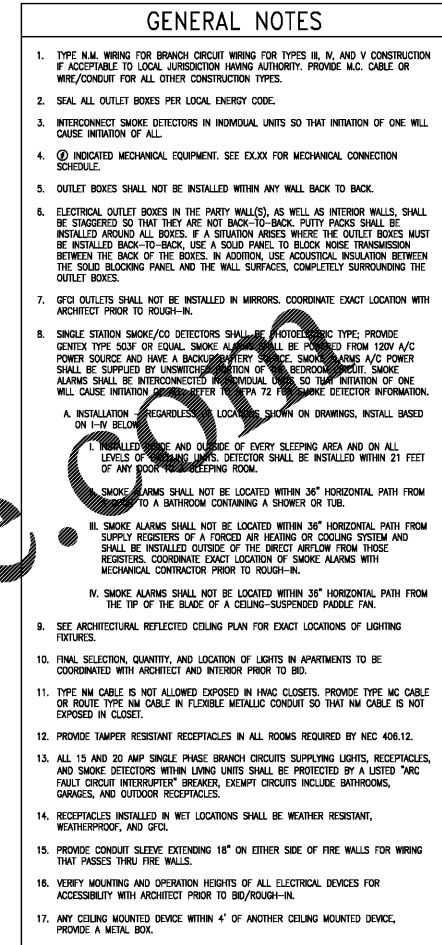 GENERAL NOTES
1. TYPE N.M. WIRING FOR BRANCH CIRCUIT WIRING FOR TYPES III, IV, AND V CONSTRUCTION
IF ACCEPTABLE TO LOCAL JURISDICTION HAVING AUTHORITY. PROVIDE M.C. CABLE OR
WIRE/CONDUIT FOR ALL OTHER CONSTRUCTION TYPES.
2. SEAL ALL OUTLET BOXES PER LOCAL ENERGY CODE.
3. INTERCONNECT SMOKE DETECTORS IN INDIVIDUAL UNITS SO THAT INITIATION OF ONE WILL
CAUSE INITIATION OF ALL.
4. (f) INDICATED MECHANICAL EQUIPMENT. SEE EX.XX FOR MECHANICAL CONNECTION
SCHEDULE.
5. OUTLET BOXES SHALL NOT BE INSTALLED WITHIN ANY WALL BACK TO BACK.
6. ELECTRICAL OUTLET BOXES IN THE PARTY WALL(S), AS WELL AS INTERIOR WALLS, SHALL
BE STAGGERED SO THAT THEY ARE NOT BACK-TO-BACK. PUTTY PACKS SHALL BE
INSTALLED AROUND ALL BOXES. IF A SITUATION ARISES WHERE THE OUTLET BOXES MUST
BE INSTALLED BACK-TO-BACK, USE A SOLID PANEL TO BLOCK NOISE TRANSMISSION
BETWEEN THE BACK OF THE BOXES. IN ADDITION, USE ACOUSTICAL INSULATION BETWEEN
THE SOLID BLOCKING PANEL AND THE WALL SURFACES, COMPLETELY SURROUNDING THE
OUTLET BOXES.
7. GFCI OUTLETS SHALL NOT BE INSTALLED IN MIRRORS. COORDINATE EXACT LOCATION WITH
ARCHITECT PRIOR TO ROUGH-IN.
8. SINGLE STATION SMOKE/CO DETECTORS SHALL BE PHOTOELECTRIC TYPE; PROVIDE
GENTEX TYPE 503F OR EQUAL. SMOKE ALARMS SHALL BE POWERED FROM 120V A/C
POWER SOURCE AND HAVE A BACKUP BATTERY SOURCE. SMOKE ALARMS A/C POWER
SHALL BE SUPPLIED BY UNSWITCHED PORTION OF THE BEDROOM CIRCUIT. SMOKE
ALARMS SHALL BE INTERCONNECTED IN INDIVIDUAL UNITS SO THAT INITIATION OF ONE
WILL CAUSE INITIATION OF ALL. REFER TO NFPA 72 FOR SMOKE DETECTOR INFORMATION.
A. INSTALLATION - REGARDLESS OF LOCATIONS SHOWN ON DRAWINGS, INSTALL BASED
ON I-IV BELOW:
I. INSTALLED INSIDE AND OUTSIDE OF EVERY SLEEPING AREA AND ON ALL
LEVELS OF DWELLING UNITS. DETECTOR SHALL BE INSTALLED WITHIN 21 FEET
OF ANY DOOR TO A SLEEPING ROOM.
II. SMOKE ALARMS SHALL NOT BE LOCATED WITHIN 36" HORIZONTAL PATH FROM
A DOOR TO A BATHROOM CONTAINING A SHOWER OR TUB.
III. SMOKE ALARMS SHALL NOT BE LOCATED WITHIN 36" HORIZONTAL PATH FROM
SUPPLY REGISTERS OF A FORCED AIR HEATING OR COOLING SYSTEM AND
SHALL BE INSTALLED OUTSIDE OF THE DIRECT AIRFLOW FROM THOSE
REGISTERS. COORDINATE EXACT LOCATION OF SMOKE ALARMS WITH
MECHANICAL CONTRACTOR PRIOR TO ROUGH-IN.
IV. SMOKE ALARMS SHALL NOT BE LOCATED WITHIN 36" HORIZONTAL PATH FROM
THE TIP OF THE BLADE OF A CEILING-SUSPENDED PADDLE FAN.
9. SEE ARCHITECTURAL REFLECTED CEILING PLAN FOR EXACT LOCATIONS OF LIGHTING
FIXTURES.
10. FINAL SELECTION, QUANTITY, AND LOCATION OF LIGHTS IN APARTMENTS TO BE
COORDINATED WITH ARCHITECT AND INTERIOR PRIOR TO BID.
11. TYPE NM CABLE IS NOT ALLOWED EXPOSED IN HVAC CLOSETS. PROVIDE TYPE MC CABLE
OR ROUTE TYPE NM CABLE IN FLEXIBLE METALLIC CONDUIT SO THAT NM CABLE IS NOT
EXPOSED IN CLOSET.
12. PROVIDE TAMPER RESISTANT RECEPTACLES IN ALL ROOMS REQUIRED BY NEC 406.12.
13. ALL 15 AND 20 AMP SINGLE PHASE BRANCH CIRCUITS SUPPLYING LIGHTS, RECEPTACLES,
AND SMOKE DETECTORS WITHIN LIVING UNITS SHALL BE PROTECTED BY A LISTED "ARC
FAULT CIRCUIT INTERRUPTER" BREAKER, EXEMPT CIRCUITS INCLUDE BATHROOMS,
GARAGES, AND OUTDOOR RECEPTACLES.
14. RECEPTACLES INSTALLED IN WET LOCATIONS SHALL BE WEATHER RESISTANT,
WEATHERPROOF, AND GFCI.
15. PROVIDE CONDUIT SLEEVE EXTENDING 18" ON EITHER SIDE OF FIRE WALLS FOR WIRING
THAT PASSES THRU FIRE WALLS.
16. VERIFY MOUNTING AND OPERATION HEIGHTS OF ALL ELECTRICAL DEVICES FOR
ACCESSIBILITY WITH ARCHITECT PRIOR TO BID/ROUGH-IN.
17. ANY CEILING MOUNTED DEVICE WITHIN 4' OF ANOTHER CEILING MOUNTED DEVICE,
PROVIDE A METAL BOX.
e.com